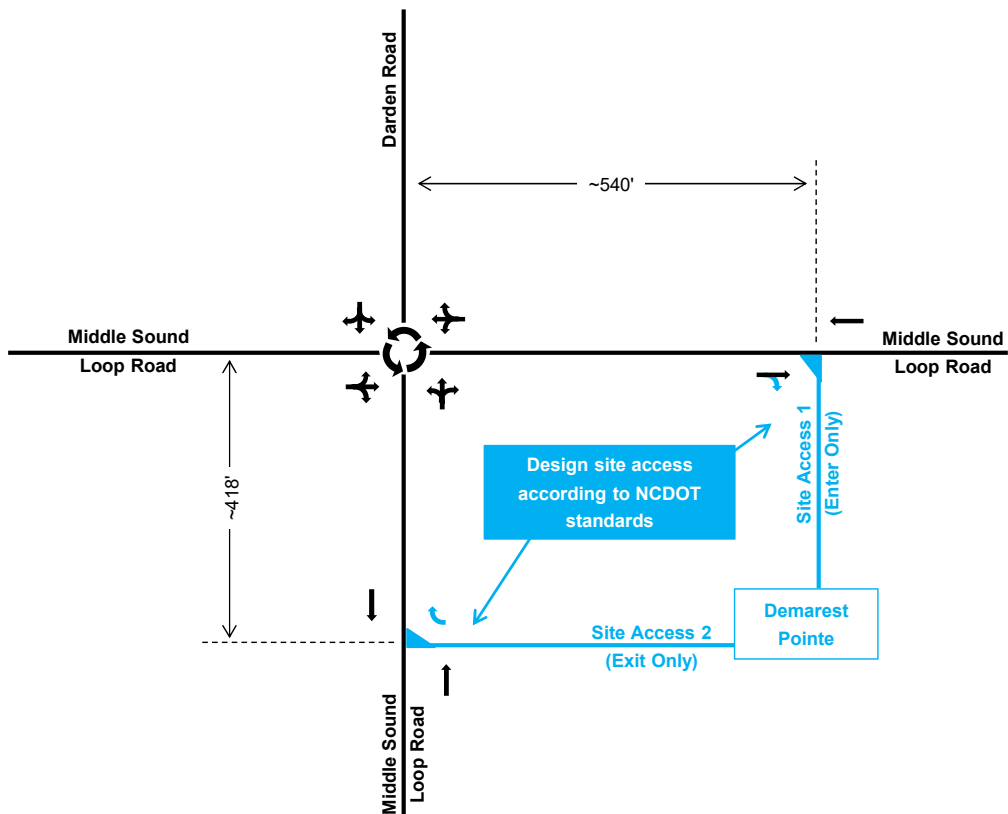 Darden Road
~540'
Middle Sound
Loop Road
Middle Sound
Loop Road
~418'
Design site access
according to NCDOT
standards
Site Access 1
(Enter Only)
Demarest
Pointe
Site Access 2
(Exit Only)
Middle Sound
Loop Road